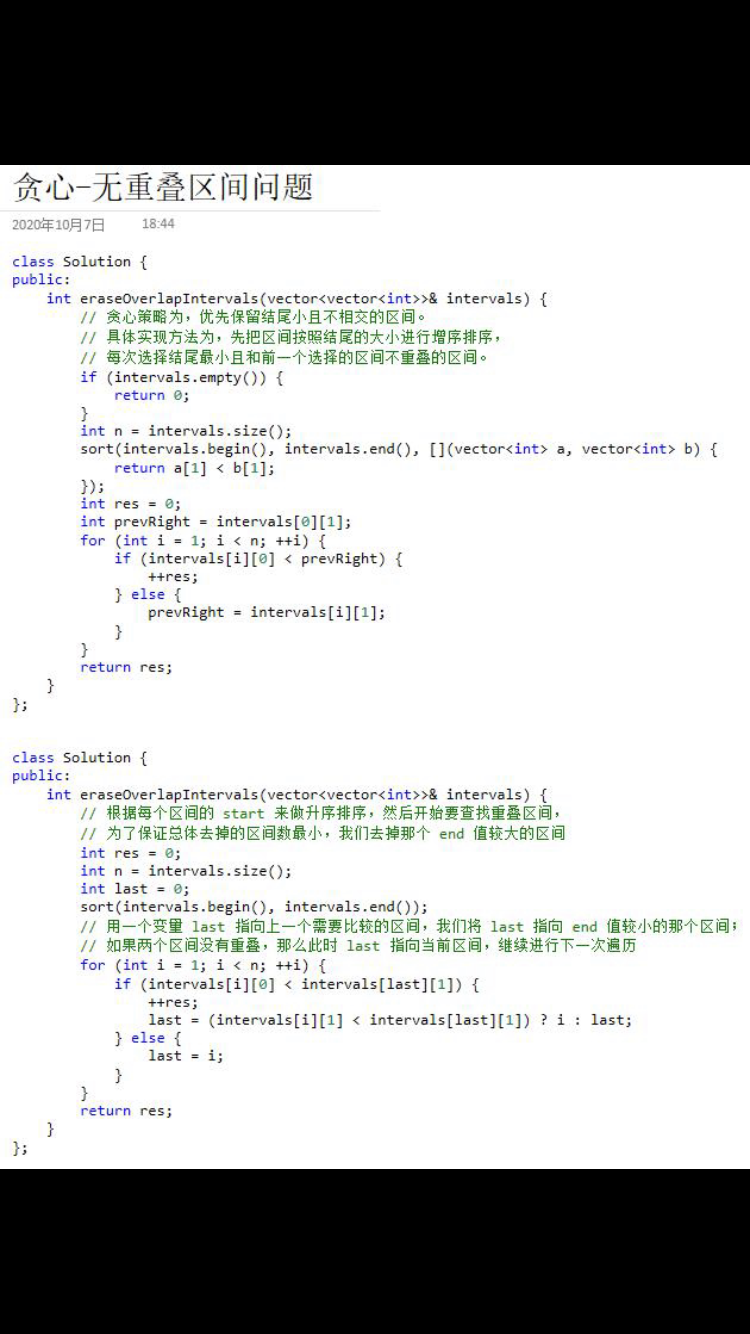 贪心-无重叠区间问题
2020年10月7日 18:44
class Solution {
public:
    int eraseOverlapIntervals(vector<vector<int>>& intervals) {
        // 贪心策略为，优先保留结尾小且不相交的区间。
        // 具体实现方法为，先把区间按照结尾的大小进行增序排序，
        // 每次选择结尾最小且和前一个选择的区间不重叠的区间。
        if (intervals.empty()) {
            return 0;
        }
        int n = intervals.size();
        sort(intervals.begin(), intervals.end(), [](vector<int> a, vector<int> b) {
            return a[1] < b[1];
        });
        int res = 0;
        int prevRight = intervals[0][1];
        for (int i = 1; i < n; ++i) {
            if (intervals[i][0] < prevRight) {
                ++res;
            } else {
                prevRight = intervals[i][1];
            }
        }
        return res;
    }
};
class Solution {
public:
    int eraseOverlapIntervals(vector<vector<int>>& intervals) {
        // 根据每个区间的 start 来做升序排序，然后开始要查找重叠区间，
        // 为了保证总体去掉的区间数最小，我们去掉那个 end 值较大的区间
        int res = 0;
        int n = intervals.size();
        int last = 0;
        sort(intervals.begin(), intervals.end());
        // 用一个变量 last 指向上一个需要比较的区间，我们将 last 指向 end 值较小的那个区间；
        // 如果两个区间没有重叠，那么此时 last 指向当前区间，继续进行下一次遍历
        for (int i = 1; i < n; ++i) {
            if (intervals[i][0] < intervals[last][1]) {
                ++res;
                last = (intervals[i][1] < intervals[last][1]) ? i : last;
            } else {
                last = i;
            }
        }
        return res;
    }
};